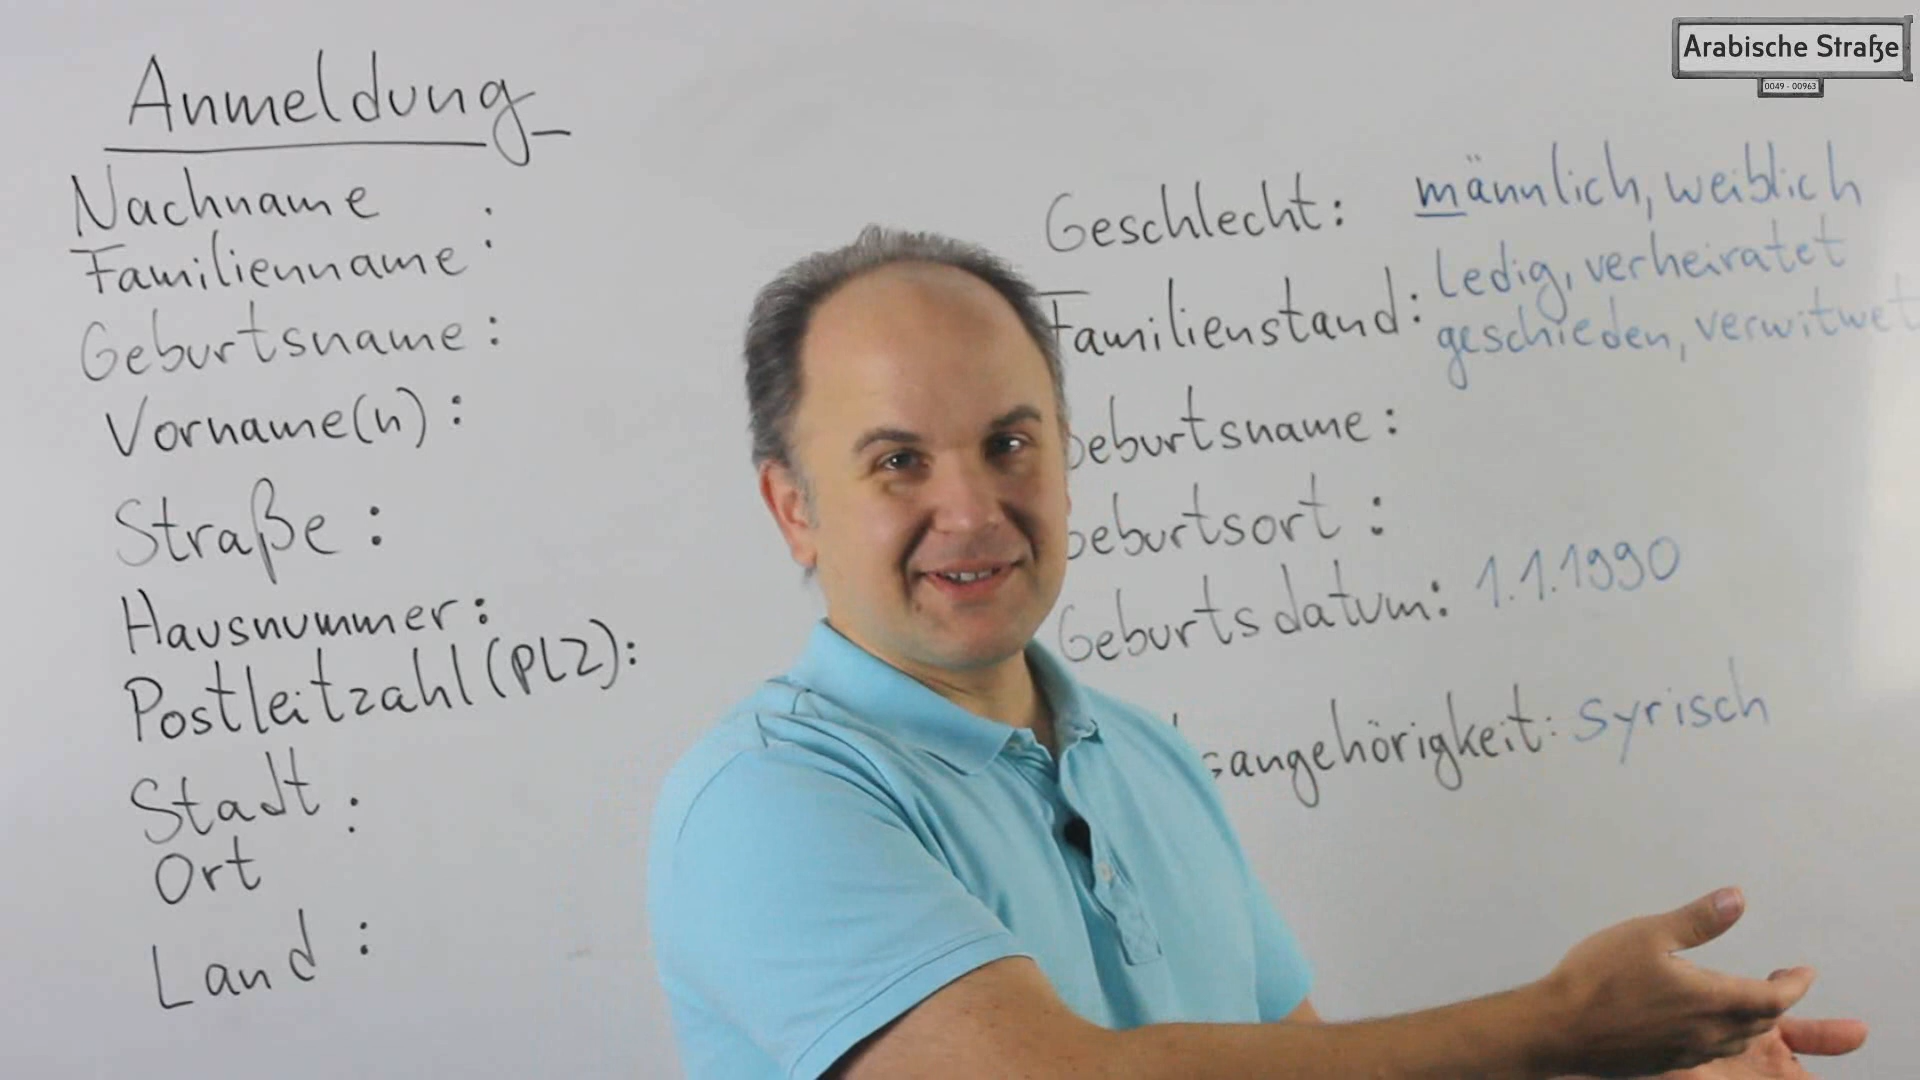 Arabische Straße
0049 - 00963
Anmeldung
Nachname :
Familienname :
Geburtsname :
Vorname(n) :
Straße :
Hausnummer :
Postleitzahl (PLZ) :
Stadt :
Ort
Land :
Geschlecht : männlich, weiblich
Familienstand : ledig, verheiratet
geschieden, verwitwet
eburtsname :
eburtsort :
Geburtsdatum : 1.1.1990
sangehörigkeit : syrisch